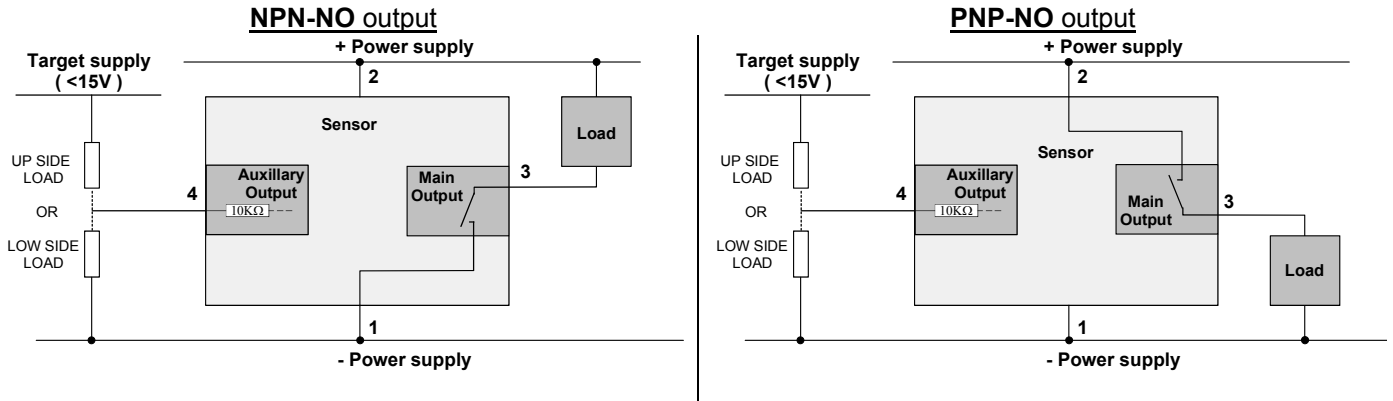 NPN-NO output
+ Power supply
Target supply
( <15V )
2
Sensor
Load
UP SIDE
LOAD
Auxillary
Output
Main
Output
3
4
10KΩ
OR
LOW SIDE
LOAD
1
- Power supply
PNP-NO output
+ Power supply
Target supply
( <15V )
2
Sensor
UP SIDE
LOAD
Auxillary
Output
4
10KΩ
Main
Output
3
OR
LOW SIDE
LOAD
Load
1
- Power supply